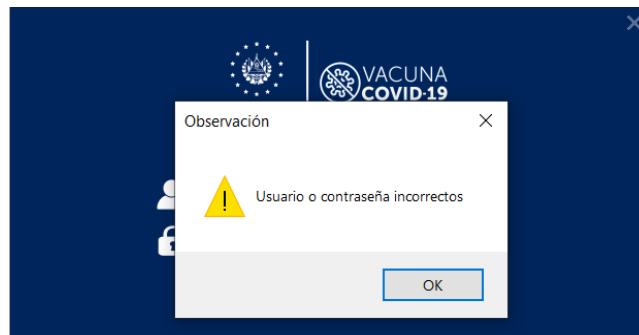 VACUNA
COVID-19
Observación
Usuario o contraseña incorrectos
OK